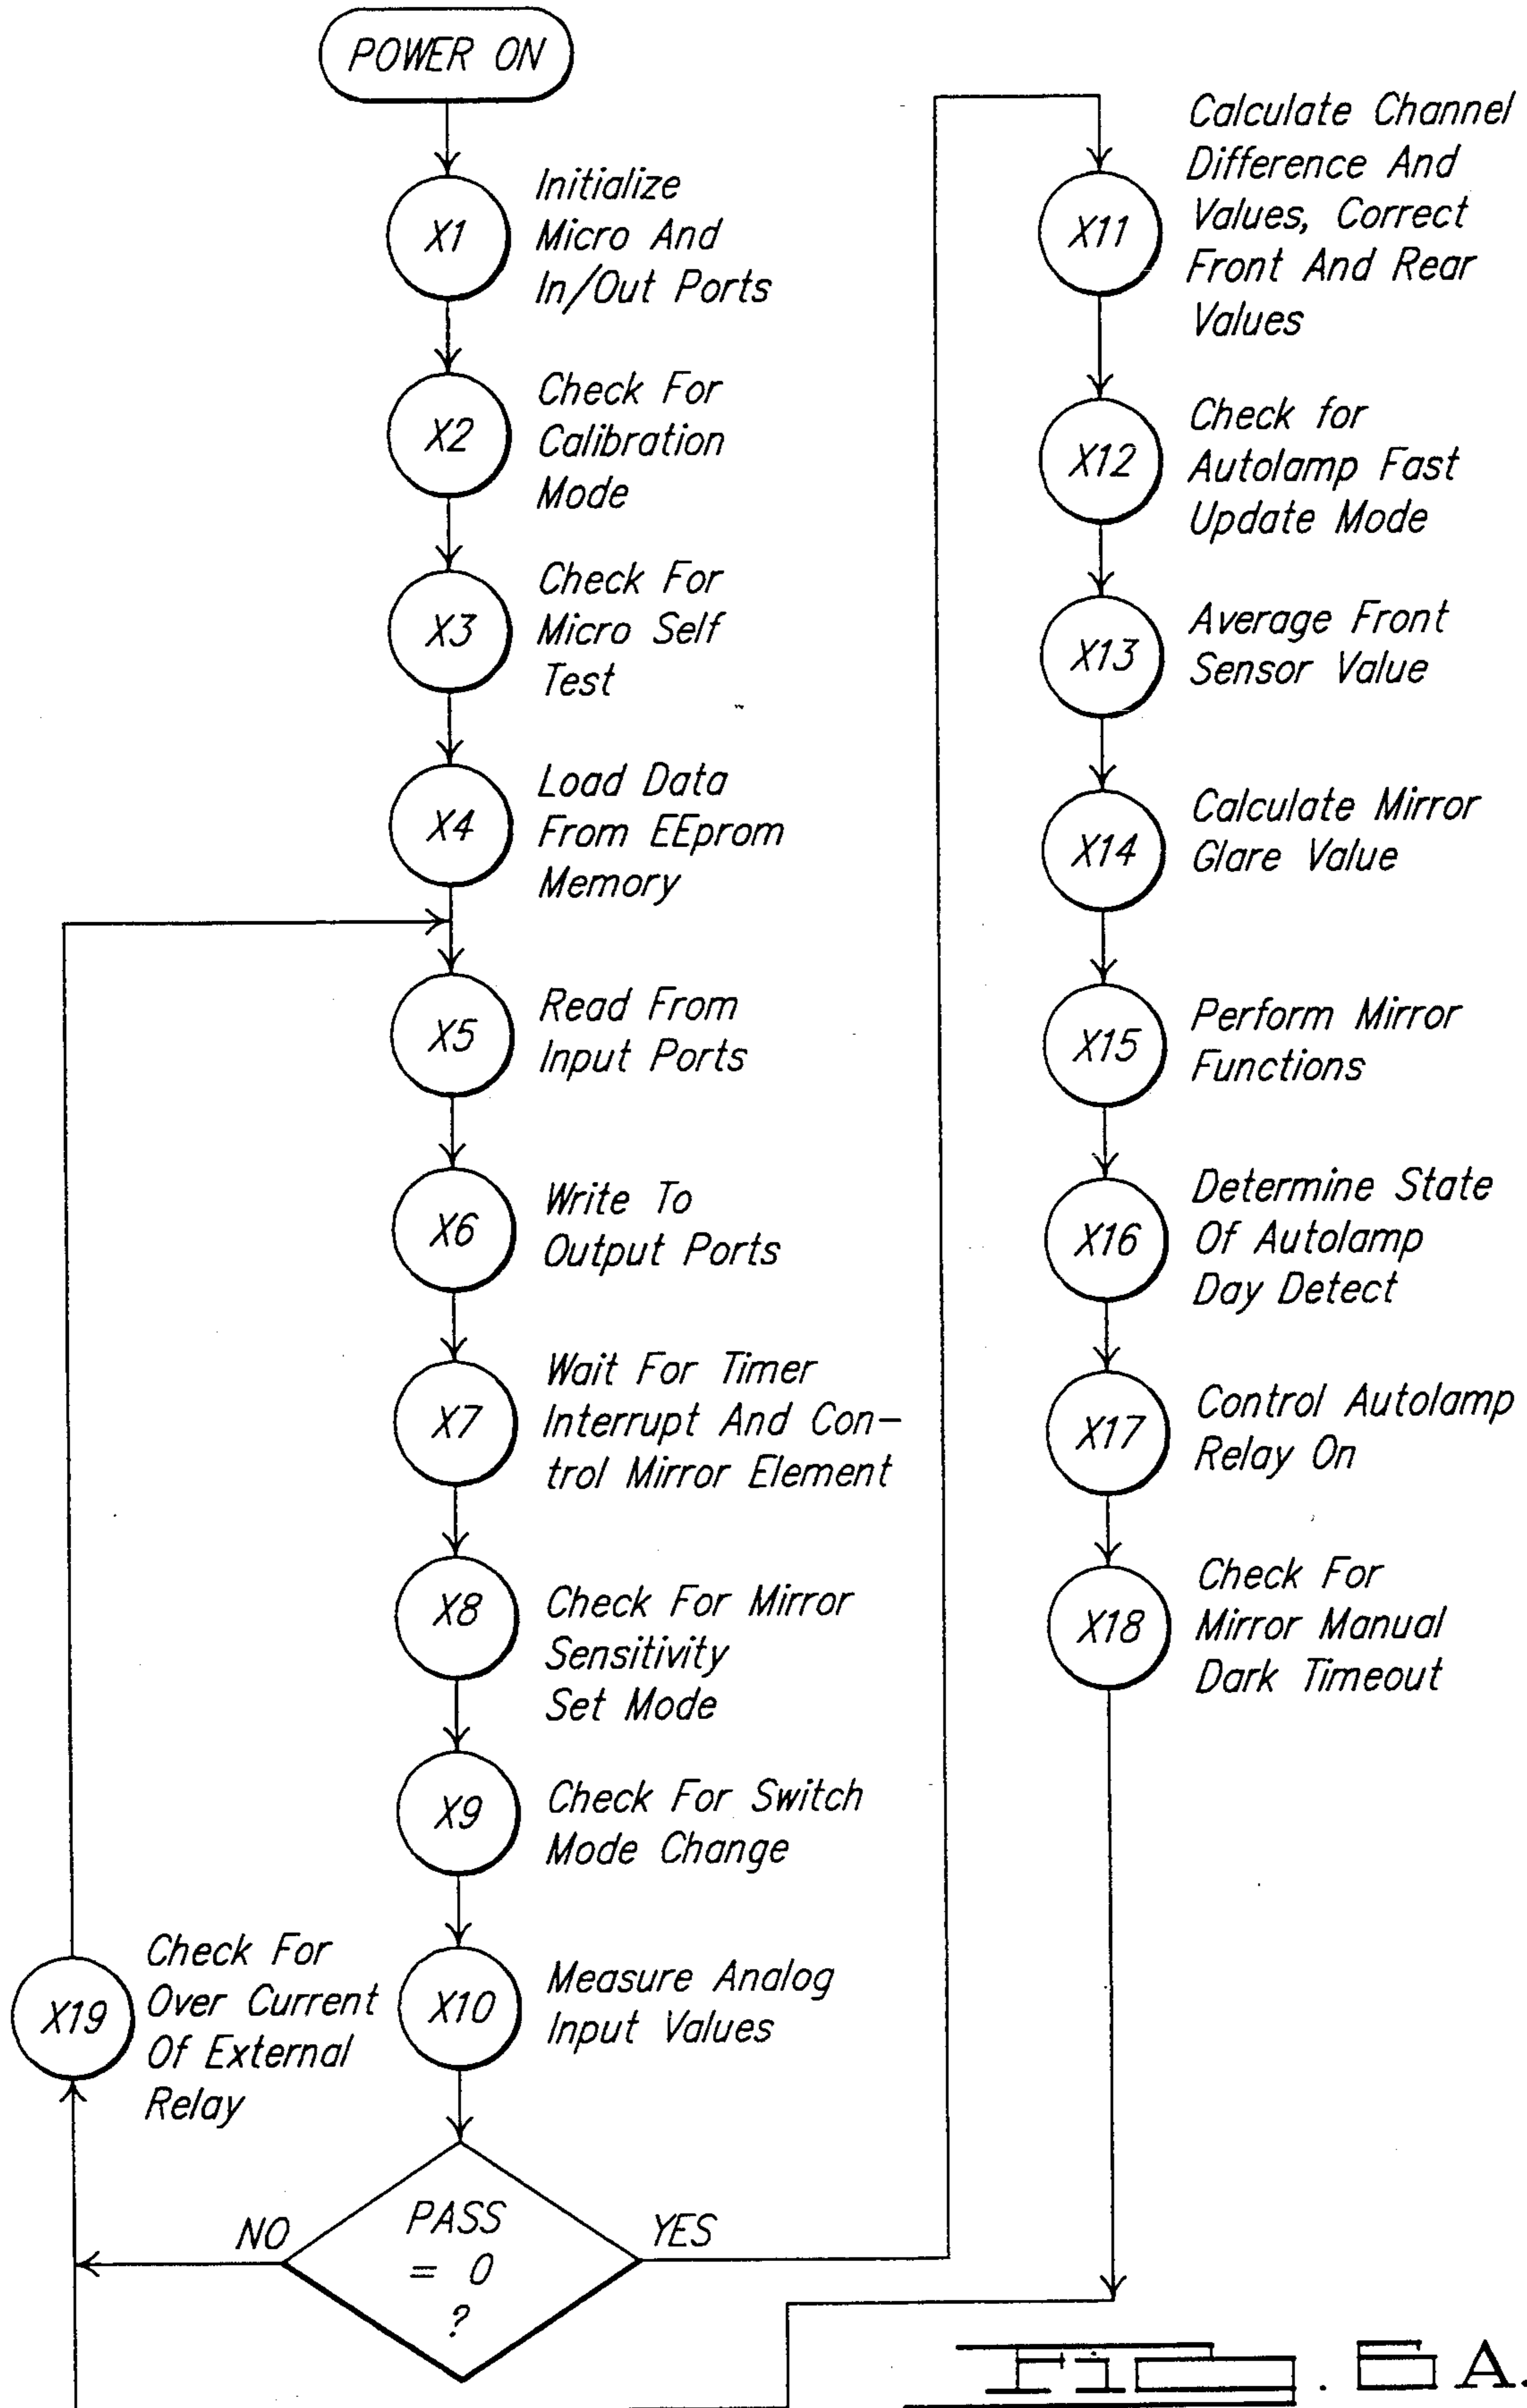 POWER ON
X1
Initialize
Micro And
In/Out Ports
X2
Check For
Calibration
Mode
X3
Check For
Micro Self
Test
X4
Load Data
From EEprom
Memory
X5
Read From
Input Ports
X6
Write To
Output Ports
X7
Wait For Timer
Interrupt And Con-
trol Mirror Element
X8
Check For Mirror
Sensitivity
Set Mode
X9
Check For Switch
Mode Change
X10
Measure Analog
Input Values
X19
Check For
Over Current
Of External
Relay
PASS
= 0
?
NO
YES
X11
Calculate Channel
Difference And
Values, Correct
Front And Rear
Values
X12
Check for
Autolamp Fast
Update Mode
X13
Average Front
Sensor Value
X14
Calculate Mirror
Glare Value
X15
Perform Mirror
Functions
X16
Determine State
Of Autolamp
Day Detect
X17
Control Autolamp
Relay On
X18
Check For
Mirror Manual
Dark Timeout